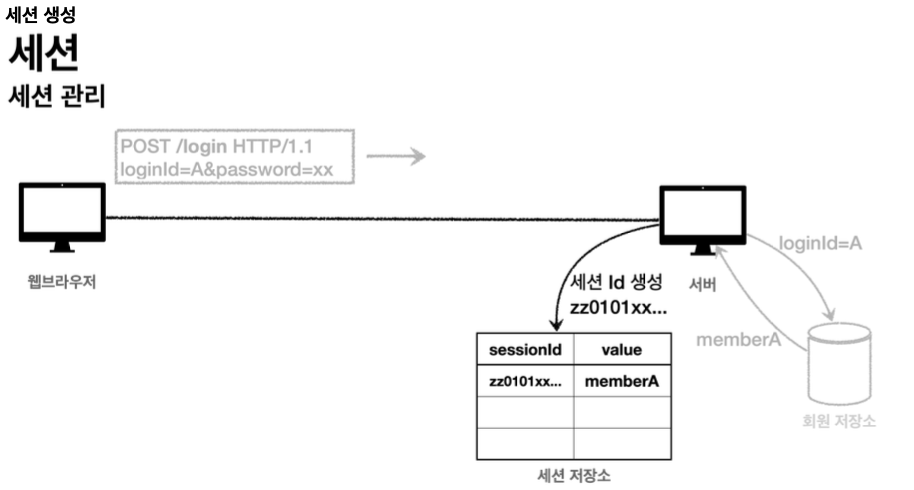 세션 생성
세션
세션 관리
POST /login HTTP/1.1
loginId=A&password=xx
웹브라우저
서버
loginId=A
memberA
회원 저장소
세션 Id 생성
zz0101xx...
sessionId value
zz0101xx... memberA
세션 저장소